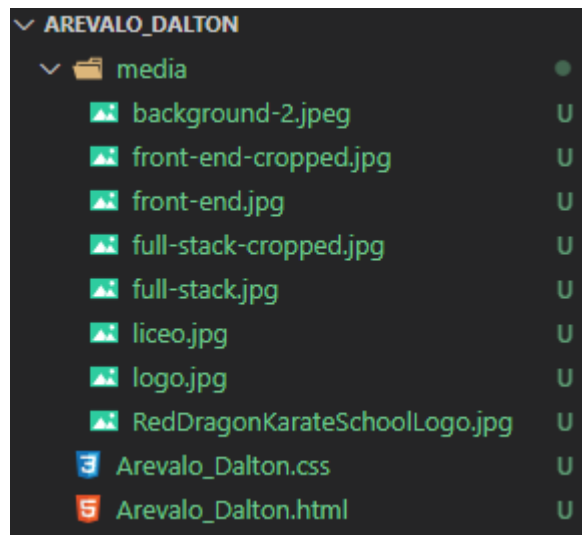 AREVALO_DALTON
media
background-2.jpeg U
front-end-cropped.jpg U
front-end.jpg U
full-stack-cropped.jpg U
full-stack.jpg U
liceo.jpg U
logo.jpg U
RedDragonKarateSchoolLogo.jpg U
Arevalo_Dalton.css U
Arevalo_Dalton.html U